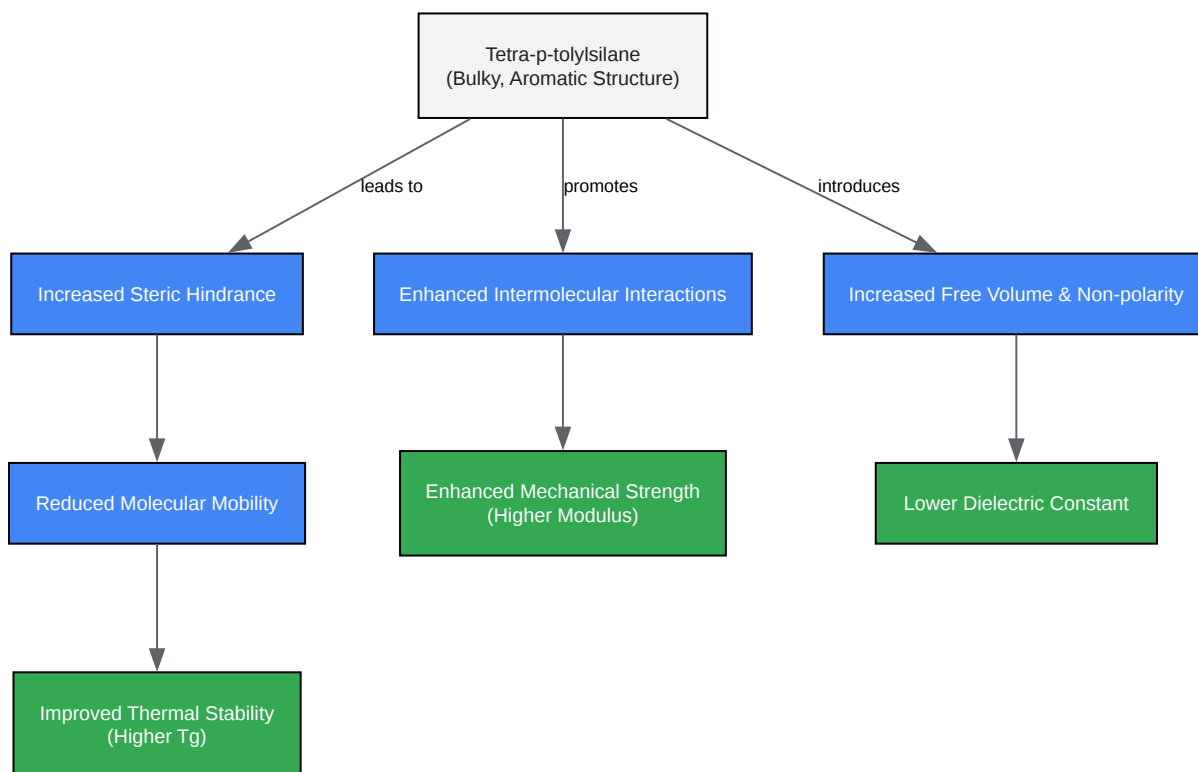 Tetra-p-tolylsilane
(Bulky, Aromatic Structure)
leads to
promotes
introduces
Increased Steric Hindrance
Enhanced Intermolecular Interactions
Increased Free Volume & Non-polarity
Reduced Molecular Mobility
Enhanced Mechanical Strength
(Higher Modulus)
Lower Dielectric Constant
Improved Thermal Stability
(Higher Tg)